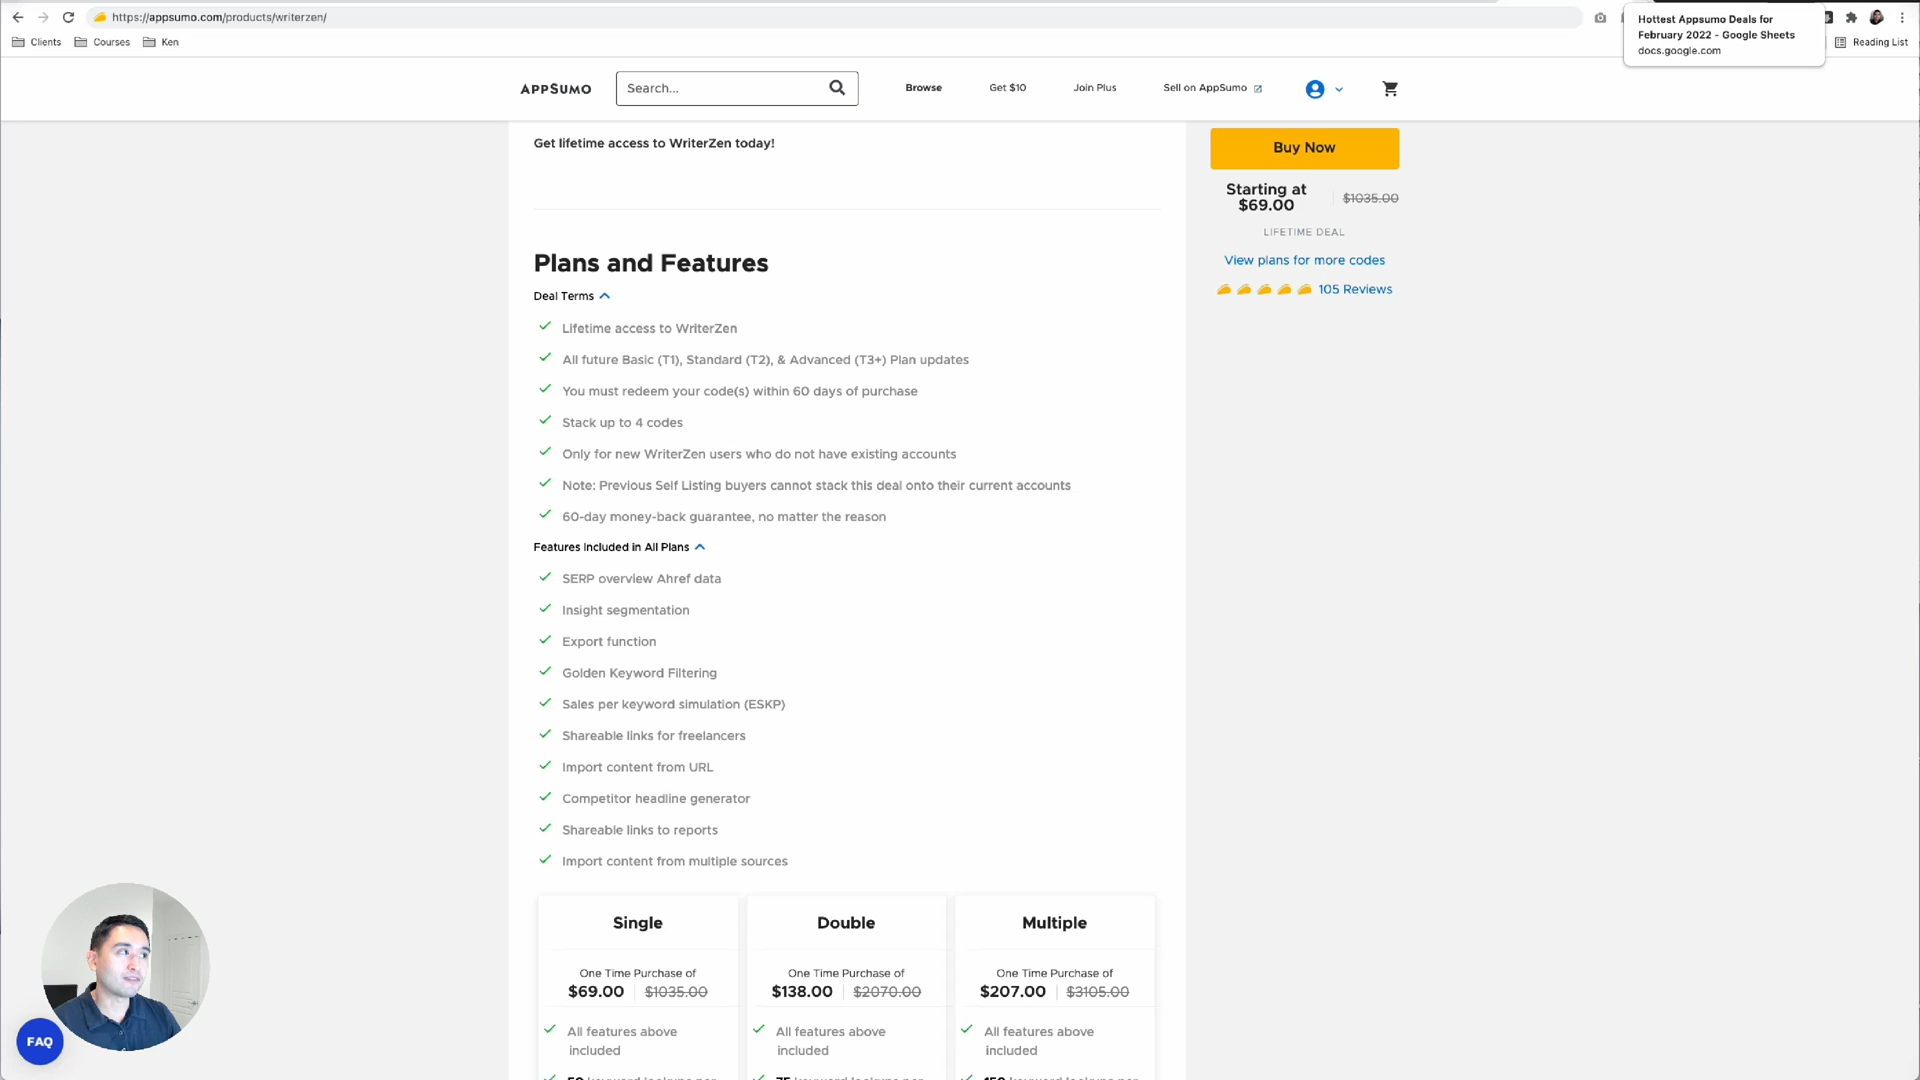 https://appsumo.com/products/writerzen/
Hottest Appsumo Deals for
February 2022 - Google Sheets
docs.google.com
Clients
Courses
Ken
Reading List
APPSUMO
Search...
Browse
Get $10
Join Plus
Sell on AppSumo
Get lifetime access to WriterZen today!
Buy Now
Starting at
$69.00
$1035.00
LIFETIME DEAL
View plans for more codes
105 Reviews
Plans and Features
Deal Terms
Lifetime access to WriterZen
All future Basic (T1), Standard (T2), & Advanced (T3+) Plan updates
You must redeem your code(s) within 60 days of purchase
Stack up to 4 codes
Only for new WriterZen users who do not have existing accounts
Note: Previous Self Listing buyers cannot stack this deal onto their current accounts
60-day money-back guarantee, no matter the reason
Features Included in All Plans
SERP overview Ahref data
Insight segmentation
Export function
Golden Keyword Filtering
Sales per keyword simulation (ESKP)
Shareable links for freelancers
Import content from URL
Competitor headline generator
Shareable links to reports
Import content from multiple sources
Single
One Time Purchase of
$69.00
$1035.00
All features above
included
Double
One Time Purchase of
$138.00
$2070.00
All features above
included
Multiple
One Time Purchase of
$207.00
$3105.00
All features above
included
FAQ